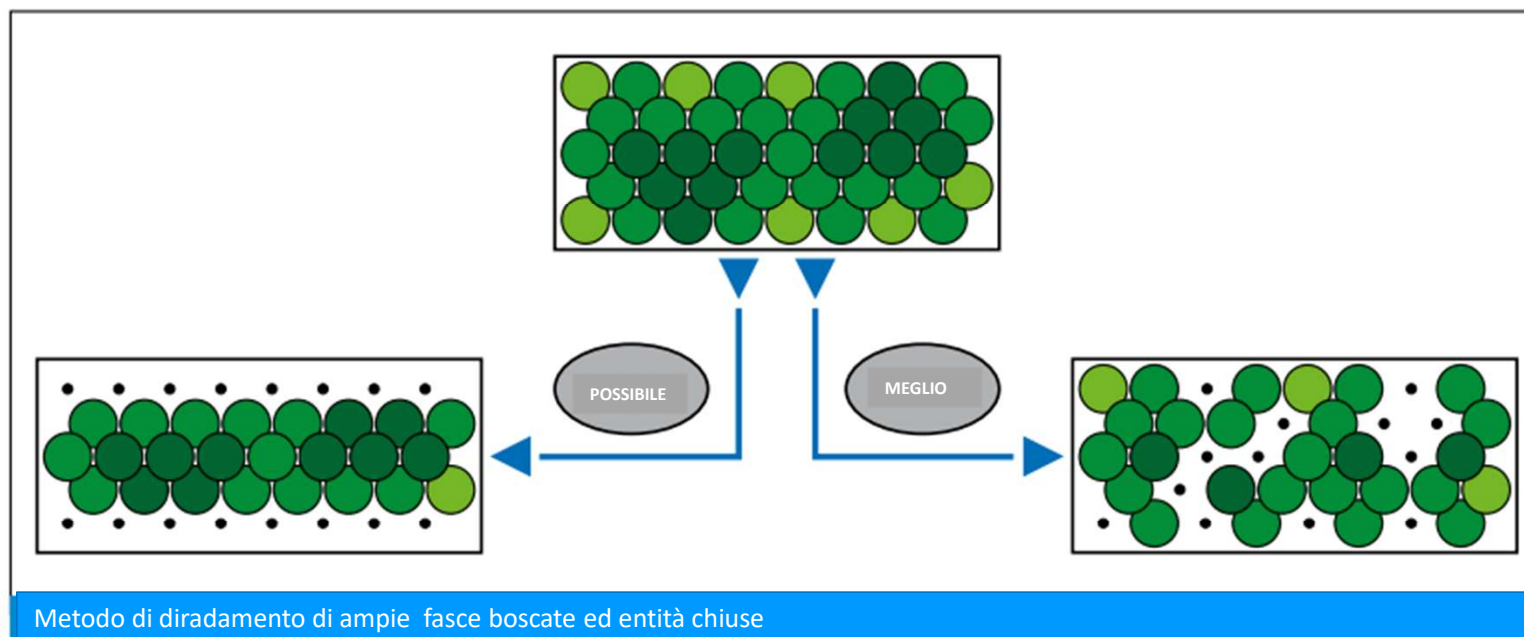 POSSIBILE
MEGLIO
Metodo di diradamento di ampie  fasce boscate ed entità chiuse